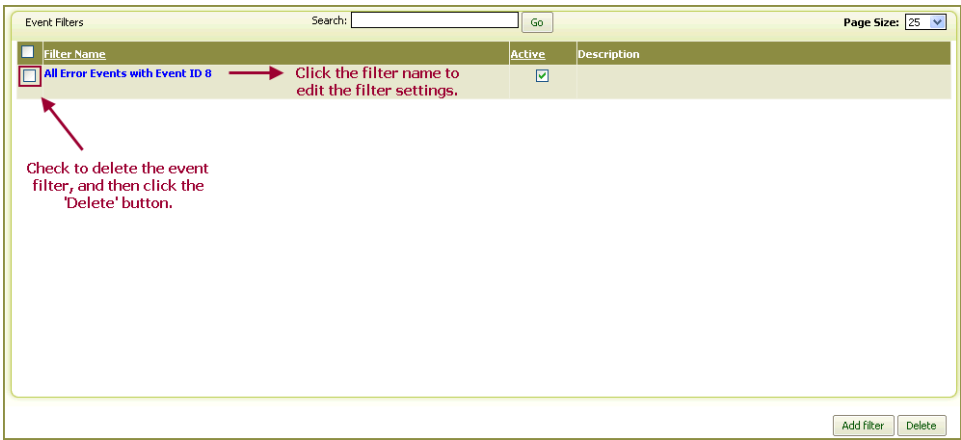 Event Filters Search: Go Page Size: 25
Filter Name Active Description
All Error Events with Event ID 8
Click the filter name to
edit the filter settings.
Check to delete the event
filter, and then click the
'Delete' button.
Add filter Delete